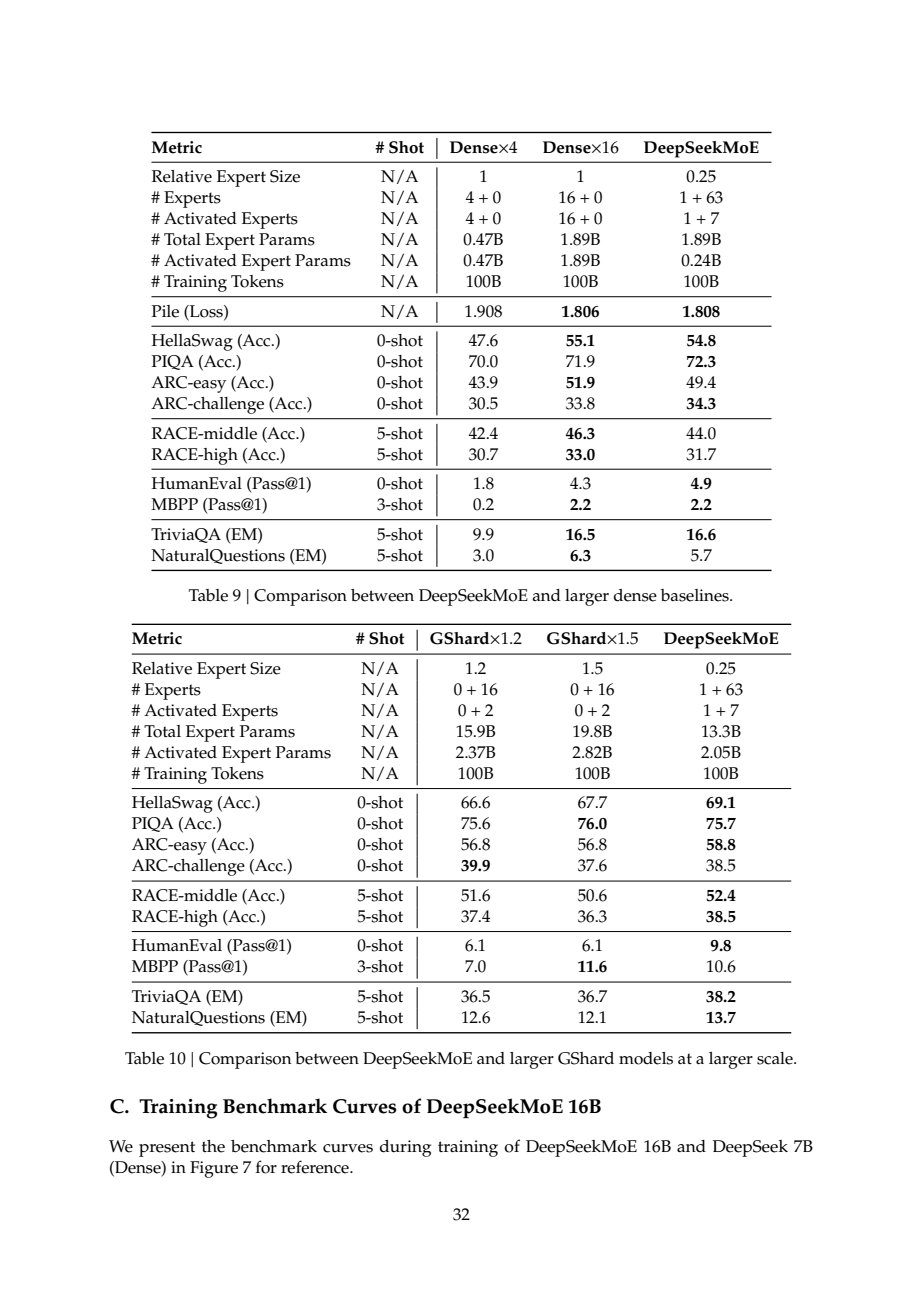 Metric # Shot Dense×4 Dense×16 DeepSeekMoE
Relative Expert Size N/A 1 1 0.25
# Experts N/A 4 + 0 16 + 0 1 + 63
# Activated Experts N/A 4 + 0 16 + 0 1 + 7
# Total Expert Params N/A 0.47B 1.89B 1.89B
# Activated Expert Params N/A 0.47B 1.89B 0.24B
# Training Tokens N/A 100B 100B 100B
Pile (Loss) N/A 1.908 1.806 1.808
HellaSwag (Acc.) 0-shot 47.6 55.1 54.8
PIQA (Acc.) 0-shot 70.0 71.9 72.3
ARC-easy (Acc.) 0-shot 43.9 51.9 49.4
ARC-challenge (Acc.) 0-shot 30.5 33.8 34.3
RACE-middle (Acc.) 5-shot 42.4 46.3 44.0
RACE-high (Acc.) 5-shot 30.7 33.0 31.7
HumanEval (Pass@1) 0-shot 1.8 4.3 4.9
MBPP (Pass@1) 3-shot 0.2 2.2 2.2
TriviaQA (EM) 5-shot 9.9 16.5 16.6
NaturalQuestions (EM) 5-shot 3.0 6.3 5.7
Table 9 | Comparison between DeepSeekMoE and larger dense baselines.
Metric # Shot GShard×1.2 GShard×1.5 DeepSeekMoE
Relative Expert Size N/A 1.2 1.5 0.25
# Experts N/A 0 + 16 0 + 16 1 + 63
# Activated Experts N/A 0 + 2 0 + 2 1 + 7
# Total Expert Params N/A 15.9B 19.8B 13.3B
# Activated Expert Params N/A 2.37B 2.82B 2.05B
# Training Tokens N/A 100B 100B 100B
HellaSwag (Acc.) 0-shot 66.6 67.7 69.1
PIQA (Acc.) 0-shot 75.6 76.0 75.7
ARC-easy (Acc.) 0-shot 56.8 56.8 58.8
ARC-challenge (Acc.) 0-shot 39.9 37.6 38.5
RACE-middle (Acc.) 5-shot 51.6 50.6 52.4
RACE-high (Acc.) 5-shot 37.4 36.3 38.5
HumanEval (Pass@1) 0-shot 6.1 6.1 9.8
MBPP (Pass@1) 3-shot 7.0 11.6 10.6
TriviaQA (EM) 5-shot 36.5 36.7 38.2
NaturalQuestions (EM) 5-shot 12.6 12.1 13.7
Table 10 | Comparison between DeepSeekMoE and larger GShard models at a larger scale.
C. Training Benchmark Curves of DeepSeekMoE 16B
We present the benchmark curves during training of DeepSeekMoE 16B and DeepSeek 7B
(Dense) in Figure 7 for reference.
32